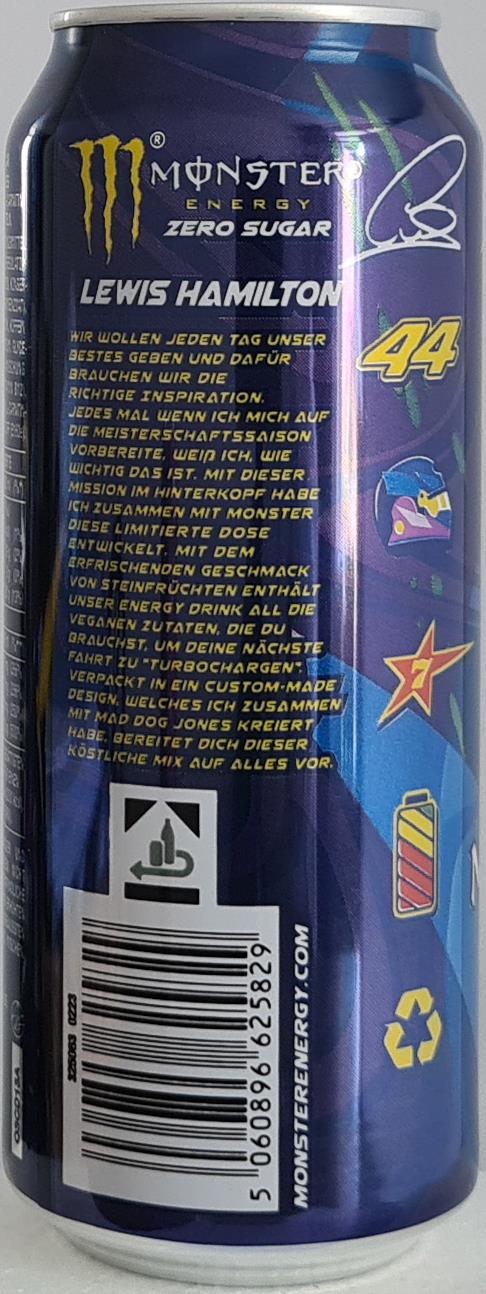 MONSTER®
ENERGY
ZERO SUGAR
LEWIS HAMILTON
44
WIR WOLLEN JEDEN TAG UNSER
BESTES GEBEN UND DAFÜR
BRAUCHEN WIR DIE
RICHTIGE INSPIRATION.
JEDES MAL WENN ICH MICH AUF
DIE MEISTERSCHAFTSSAISON
VORBEREITE, WEIß ICH, WIE
WICHTIG DAS IST. MIT DIESER
MISSION IM HINTERKOPF HABE
ICH ZUSAMMEN MIT MONSTER
DIESE LIMITIERTE DOSE
ENTWICKELT. MIT DEM
ERFRISCHENDEN GESCHMACK
VON STEINFRÜCHTEN ENTHÄLT
UNSER ENERGY DRINK ALL DIE
VEGANEN ZUTATEN, DIE DU
BRAUCHST, UM DEINE NÄCHSTE
FAHRT ZU "TURBOCHARGEN".
VERPACKT IN EIN CUSTOM-MADE
DESIGN, WELCHES ICH ZUSAMMEN
MIT MAD DOG JONES KREIERT
HABE, BEREITET DICH DIESER
KÖSTLICHE MIX AUF ALLES VOR.
7
326063 0223
5 060896 625829
MONSTERENERGY.COM